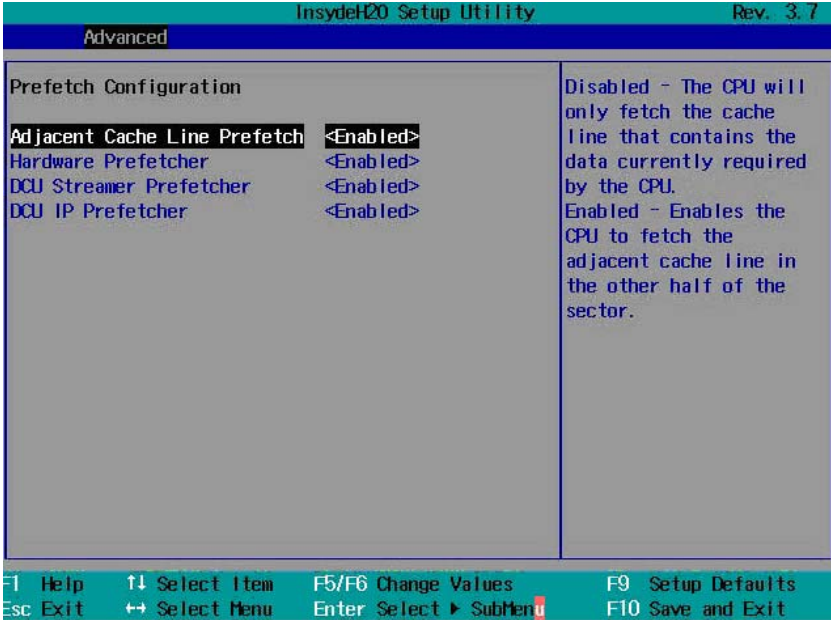 InsydeH2O Setup Utility Rev. 3.7
Advanced
Prefetch Configuration
Adjacent Cache Line Prefetch <Enabled>
Hardware Prefetcher <Enabled>
DCU Streamer Prefetcher <Enabled>
DCU IP Prefetcher <Enabled>
Disabled - The CPU will
only fetch the cache
line that contains the
data currently required
by the CPU.
Enabled - Enables the
CPU to fetch the
adjacent cache line in
the other half of the
sector.
F1 Help ↑↓ Select Item F5/F6 Change Values F9 Setup Defaults
Esc Exit ↔ Select Menu Enter Select ▶ SubMenu F10 Save and Exit